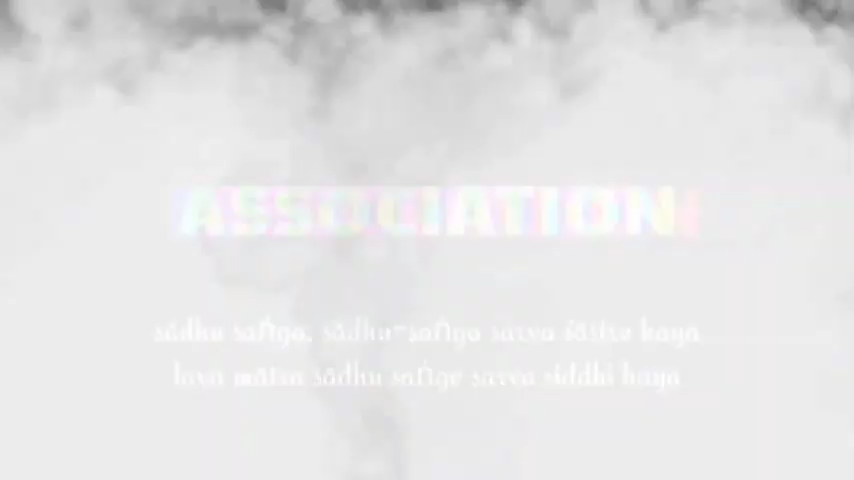 ASSOCIATION
sādhu saṅga, sādhu-saṅga sarva śāstre kaya
lava mātra sādhu saṅge sarva siddhi haya